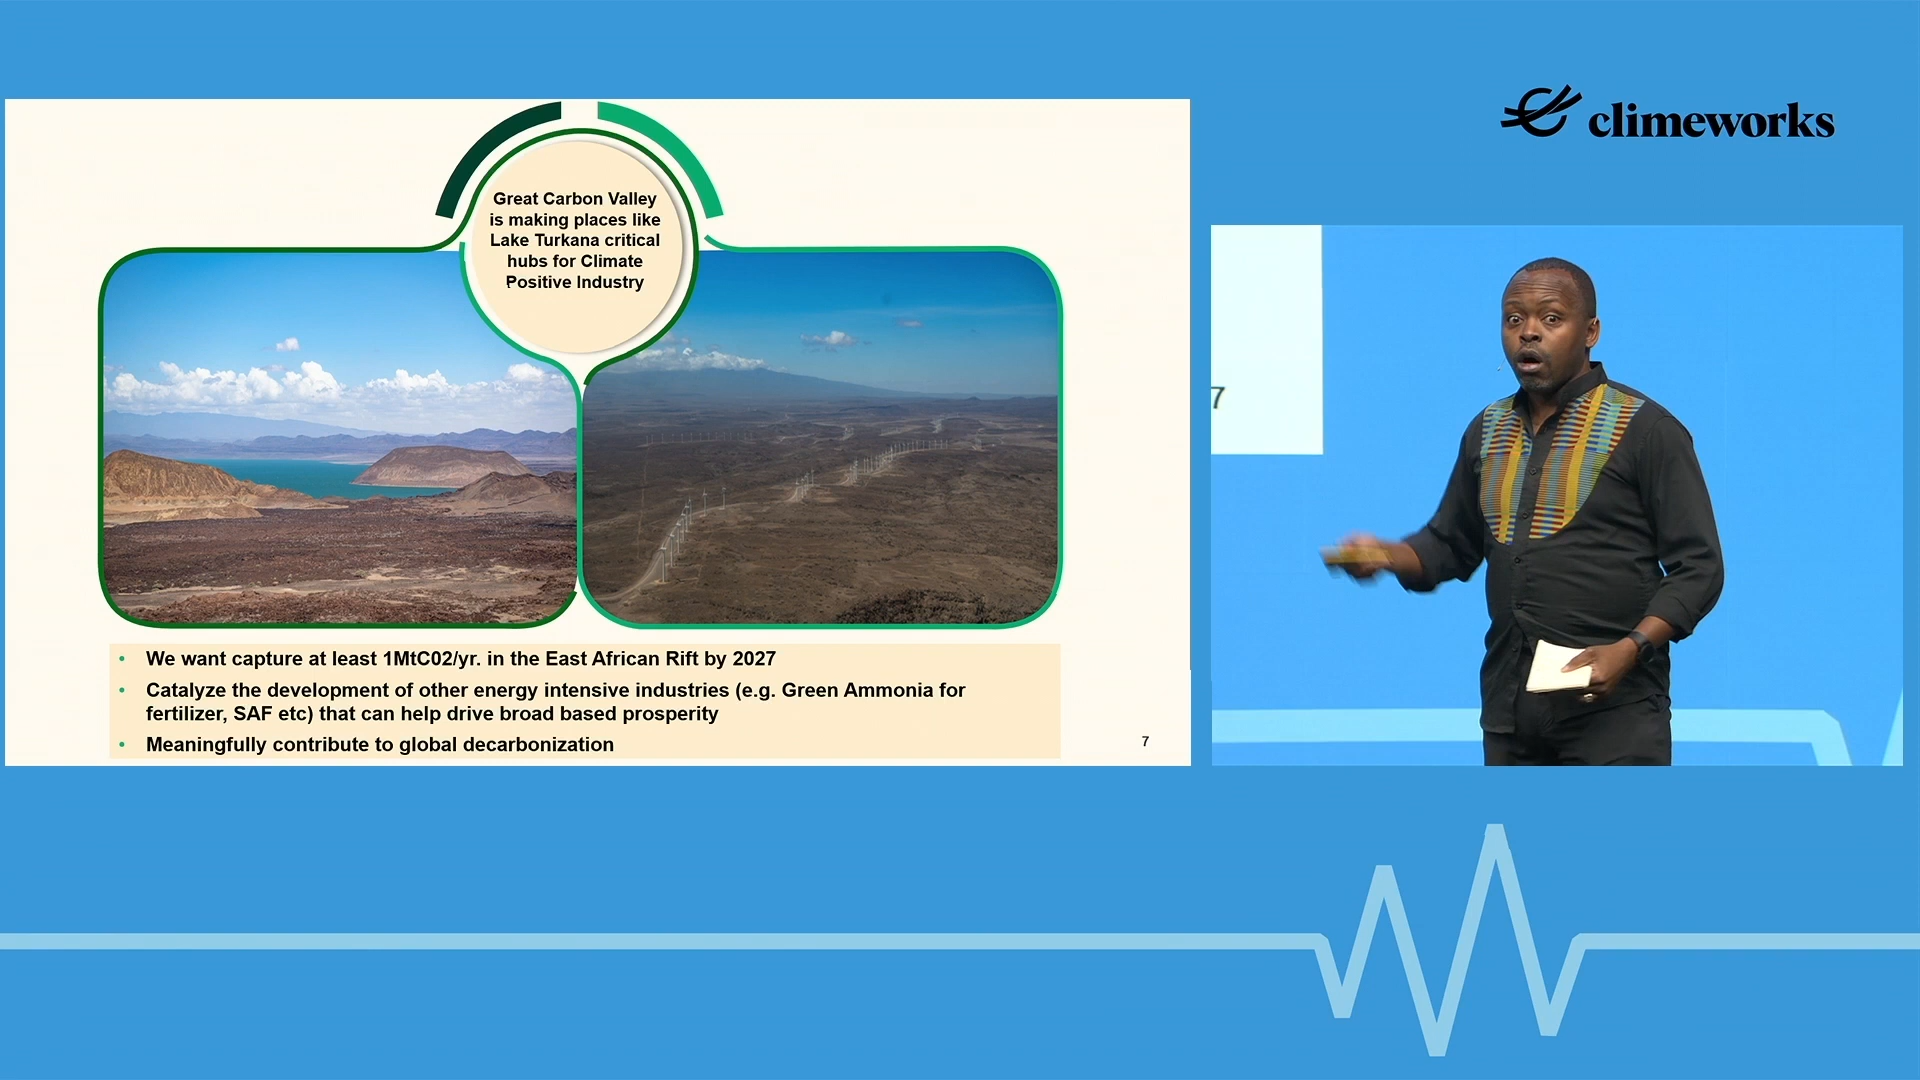 Great Carbon Valley
is making places like
Lake Turkana critical
hubs for Climate
Positive Industry
• We want capture at least 1MtC02/yr. in the East African Rift by 2027
• Catalyze the development of other energy intensive industries (e.g. Green Ammonia for
fertilizer, SAF etc) that can help drive broad based prosperity
• Meaningfully contribute to global decarbonization
7
climeworks
7